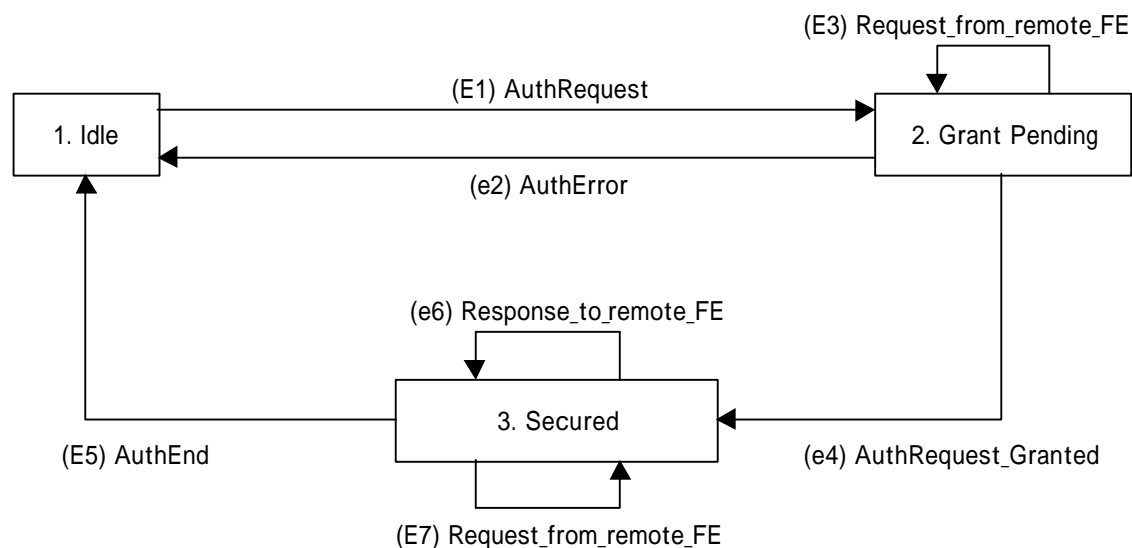 (E3) Request_from_remote_FE
(E1) AuthRequest
1. Idle
2. Grant Pending
(e2) AuthError
(e6) Response_to_remote_FE
3. Secured
(E5) AuthEnd
(e4) AuthRequest_Granted
(E7) Request_from_remote_FE